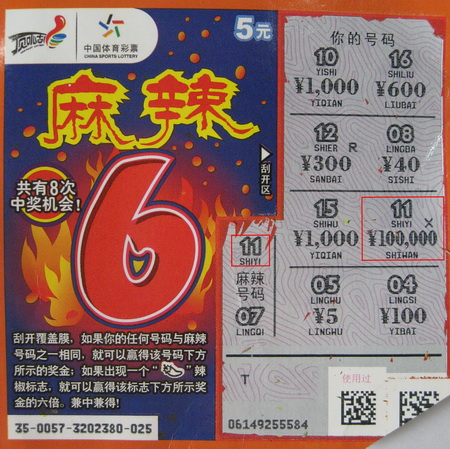 顶呱刮
中国体育彩票
CHINA SPORTS LOTTERY
5元
麻辣
6
共有8次
中奖机会!
刮开区
刮开覆盖膜,如果你的任何号码与麻辣
号码之一相同,就可以赢得该号码下方
所示的奖金;如果出现一个“ ”辣
椒标志,就可以赢得该标志下方所示奖
金的六倍。兼中兼得!
35-0057-3202380-025
你的号码
10
YISHI
¥1,000
YIQIAN
16
SHILIU
¥600
LIUBAI
12
SHIER R
¥300
SANBAI
08
LINGBA
¥40
SISHI
15
SHIWU
¥1,000
YIQIAN
11
SHIYI X
¥100,000
SHIWAN
05
LINGWU
¥5
LINGWU
04
LINGSI
¥100
YIBAI
11
SHIYI
麻辣
号码
07
LINGQI
T
使用过
06149255584